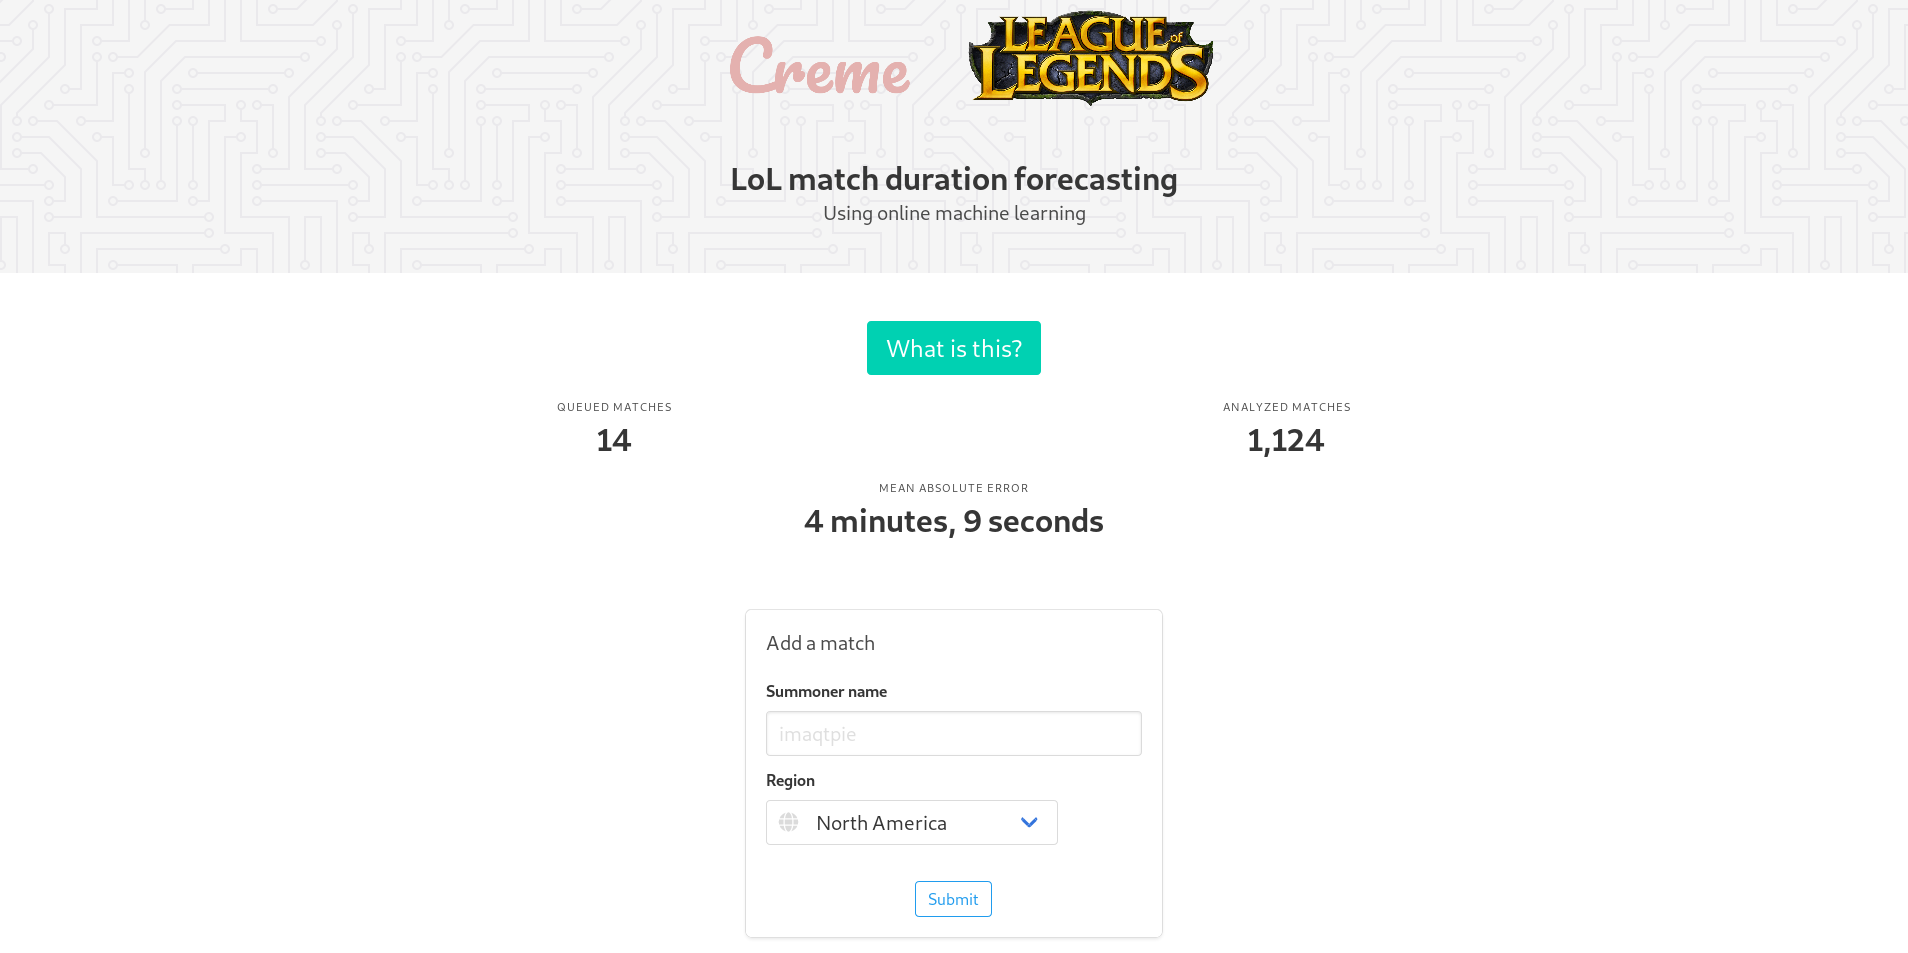 Creme
LEAGUE of
LEGENDS
LoL match duration forecasting
Using online machine learning
What is this?
QUEUED MATCHES
14
ANALYZED MATCHES
1,124
MEAN ABSOLUTE ERROR
4 minutes, 9 seconds
Add a match
Summoner name
imaqtpie
Region
North America
Submit